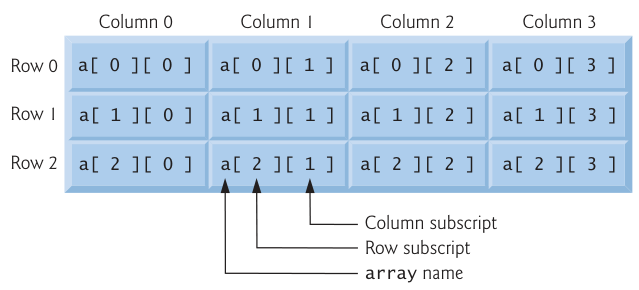 Column 0 Column 1 Column 2 Column 3
Row 0 a[ 0 ][ 0 ] a[ 0 ][ 1 ] a[ 0 ][ 2 ] a[ 0 ][ 3 ]
Row 1 a[ 1 ][ 0 ] a[ 1 ][ 1 ] a[ 1 ][ 2 ] a[ 1 ][ 3 ]
Row 2 a[ 2 ][ 0 ] a[ 2 ][ 1 ] a[ 2 ][ 2 ] a[ 2 ][ 3 ]
Column subscript
Row subscript
array name